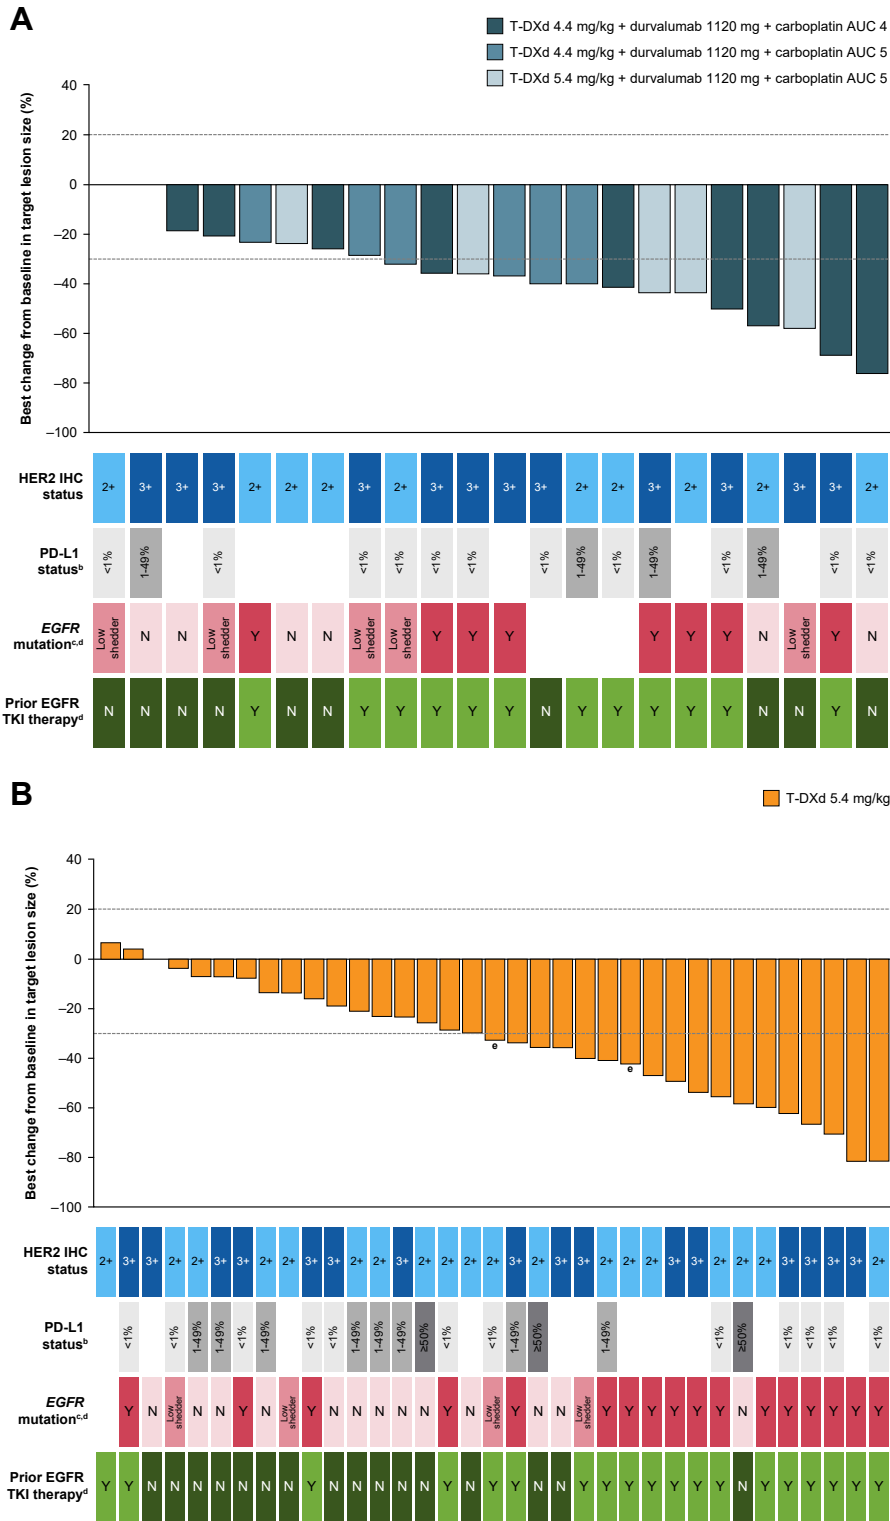 A
T-DXd 4.4 mg/kg + durvalumab 1120 mg + carboplatin AUC 4
T-DXd 4.4 mg/kg + durvalumab 1120 mg + carboplatin AUC 5
T-DXd 5.4 mg/kg + durvalumab 1120 mg + carboplatin AUC 5
Best change from baseline in target lesion size (%)
40
20
0
–20
–40
–60
–80
–100
HER2 IHC
status
2+ 3+ 3+ 3+ 2+ 2+ 2+ 3+ 2+ 3+ 3+ 3+ 3+ 2+ 2+ 3+ 2+ 3+ 2+ 3+ 3+ 2+
PD-L1
statusᵇ
<1% 1-49% <1% <1% <1% <1% <1% <1% 1-49% <1% 1-49% <1% 1-49% <1% <1%
EGFR
mutationᶜ,ᵈ
Low shedder N N Low shedder Y N N Low shedder Low shedder Y Y Y Y Y Y N Low shedder Y N
Prior EGFR
TKI therapyᵈ
N N N N Y N N Y Y Y Y Y N Y Y Y Y Y N N Y N
B
T-DXd 5.4 mg/kg
Best change from baseline in target lesion size (%)
40
20
0
–20
–40
–60
–80
–100
e
e
HER2 IHC
status
2+ 3+ 3+ 2+ 2+ 3+ 3+ 2+ 2+ 3+ 3+ 2+ 2+ 3+ 2+ 2+ 2+ 2+ 3+ 2+ 3+ 3+ 2+ 2+ 2+ 3+ 3+ 2+ 2+ 2+ 3+ 3+ 3+ 3+ 2+
PD-L1
statusᵇ
<1% <1% 1-49% 1-49% <1% 1-49% <1% <1% 1-49% 1-49% 1-49% ≥50% <1% <1% 1-49% ≥50% 1-49% <1% ≥50% <1% <1% <1% <1%
EGFR
mutationᶜ,ᵈ
Y N Low shedder N N Y N Low shedder Y N N N N N Y N Low shedder Y N N Low shedder Y Y Y Y Y Y N Y Y Y Y Y Y
Prior EGFR
TKI therapyᵈ
Y Y N N N N N N N Y N N N N N Y N Y Y N N Y Y Y Y Y Y Y N Y Y Y Y Y Y